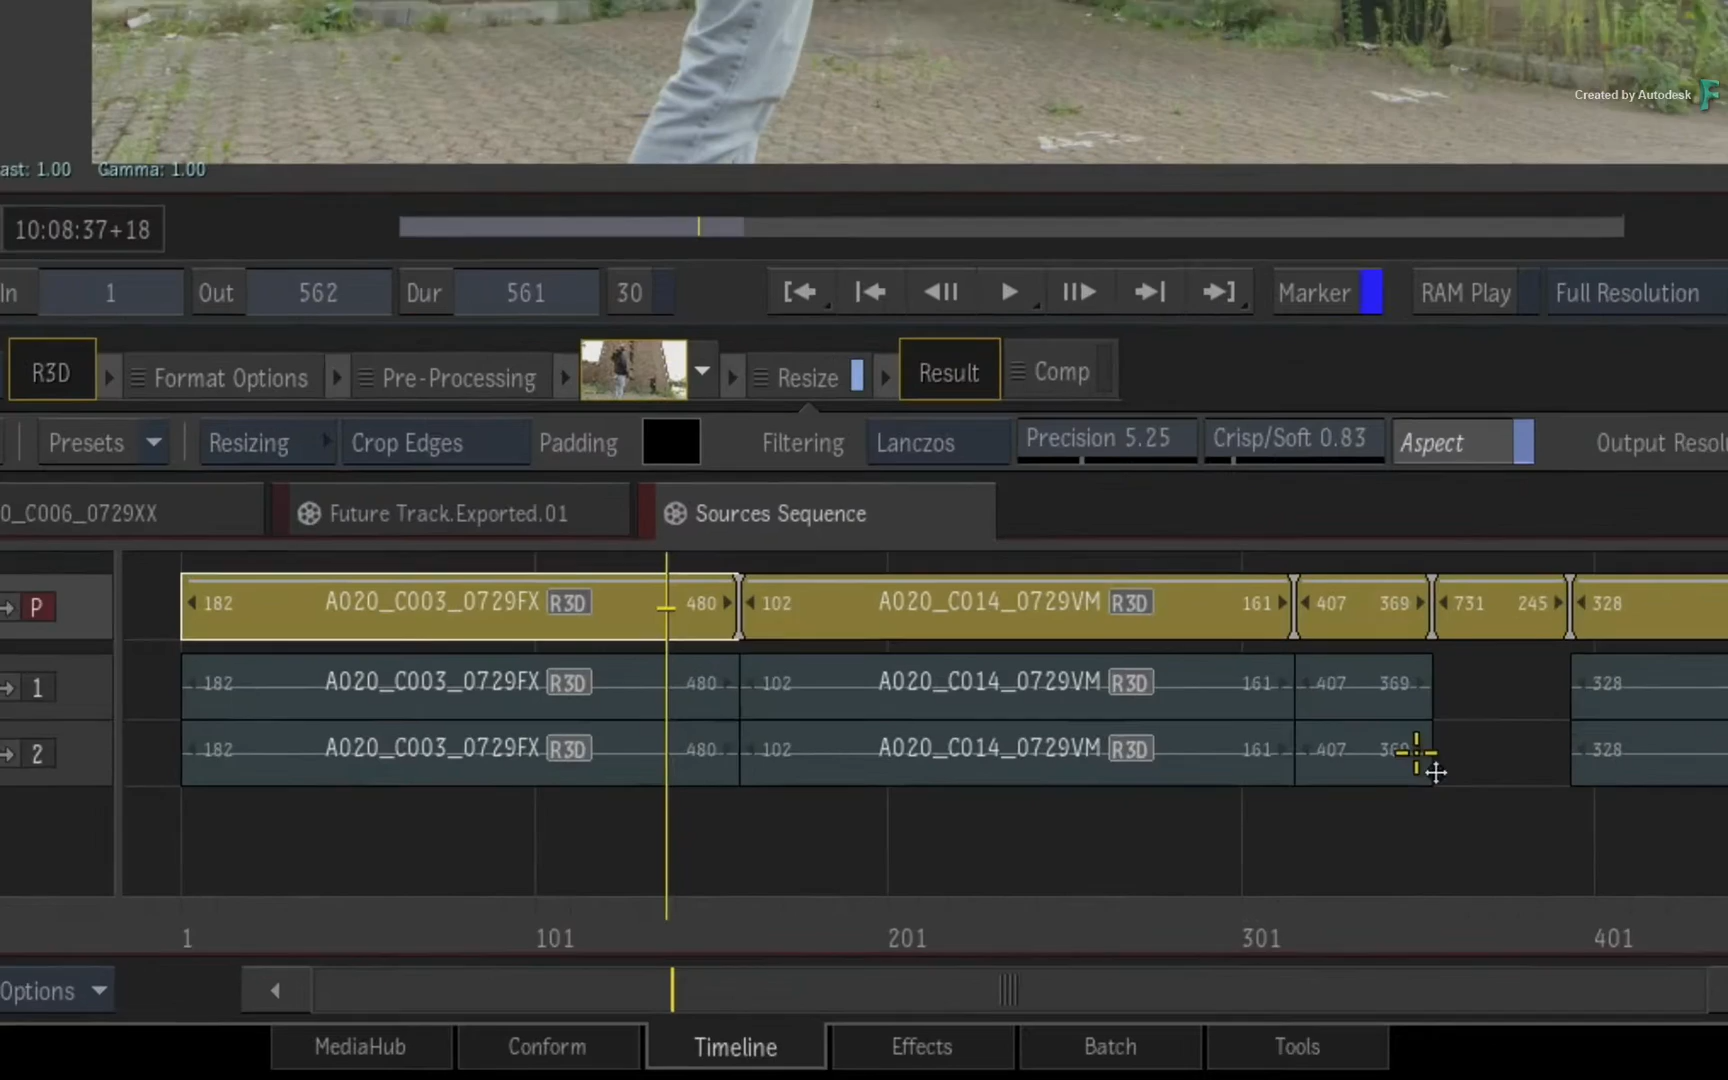 Created by Autodesk
ast: 1.00 Gamma: 1.00
10:08:37+18
In 1 Out 562 Dur 561 30 Marker RAM Play Full Resolution
R3D Format Options Pre-Processing Resize Result Comp
Presets Resizing Crop Edges Padding Filtering Lanczos Precision 5.25 Crisp/Soft 0.83 Aspect Output Resolu
0_C006_0729XX Future Track.Exported.01 Sources Sequence
P 182 A020_C003_0729FX R3D 480 102 A020_C014_0729VM R3D 161 407 369 731 245 328
1 182 A020_C003_0729FX R3D 480 102 A020_C014_0729VM R3D 161 407 369 328
2 182 A020_C003_0729FX R3D 480 102 A020_C014_0729VM R3D 161 407 369 328
1 101 201 301 401
Options
MediaHub Conform Timeline Effects Batch Tools